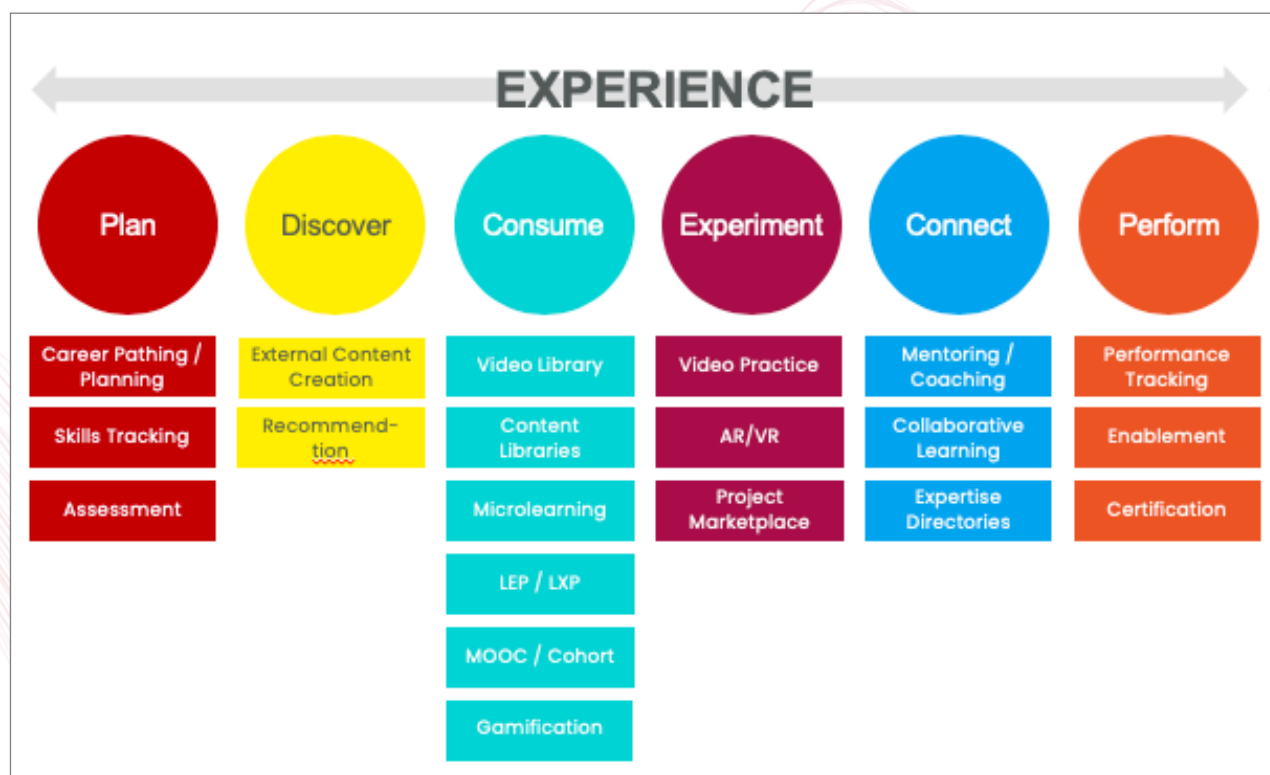 EXPERIENCE
Plan
Discover
Consume
Experiment
Connect
Perform
Career Pathing /
Planning
Skills Tracking
Assessment
External Content
Creation
Recommend-
tion
Video Library
Content
Libraries
Microlearning
LEP / LXP
MOOC / Cohort
Gamification
Video Practice
AR/VR
Project
Marketplace
Mentoring /
Coaching
Collaborative
Learning
Expertise
Directories
Performance
Tracking
Enablement
Certification